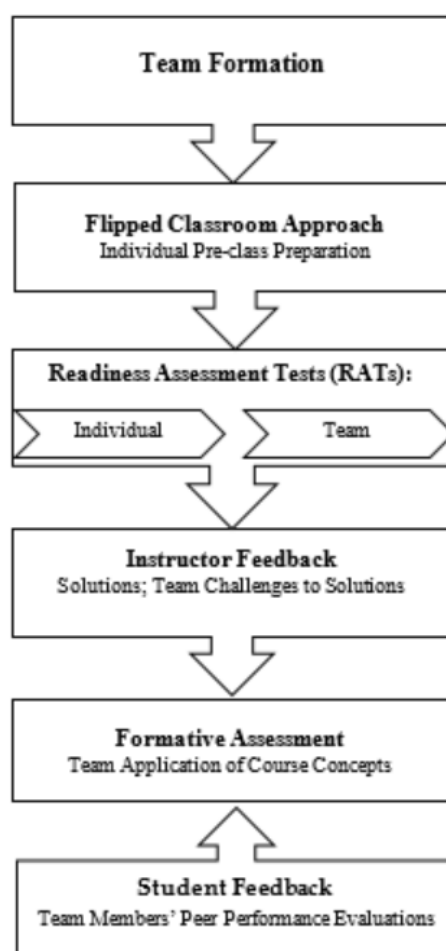 Team Formation
Flipped Classroom Approach
Individual Pre-class Preparation
Readiness Assessment Tests (RATs):
Individual
Team
Instructor Feedback
Solutions; Team Challenges to Solutions
Formative Assessment
Team Application of Course Concepts
Student Feedback
Team Members' Peer Performance Evaluations